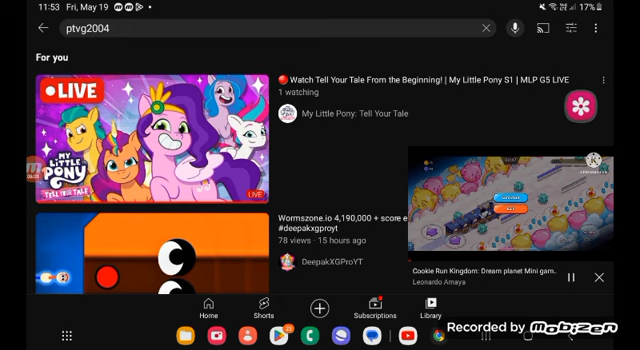 11:53 Fri, May 19
17%
ptvg2004
For you
LIVE
MY LITTLE PONY
TELL YOUR TALE
LIVE
🔴Watch Tell Your Tale From the Beginning! | My Little Pony S1 | MLP G5 LIVE
1 watching
My Little Pony: Tell Your Tale
Wormszone.io 4,190,000 + score e
#deepakxgproyt
78 views · 15 hours ago
DeepakXGProYT
Cookie Run Kingdom: Dream planet Mini gam..
Leonardo Amaya
Home
Shorts
Subscriptions
Library
Recorded by mobizen